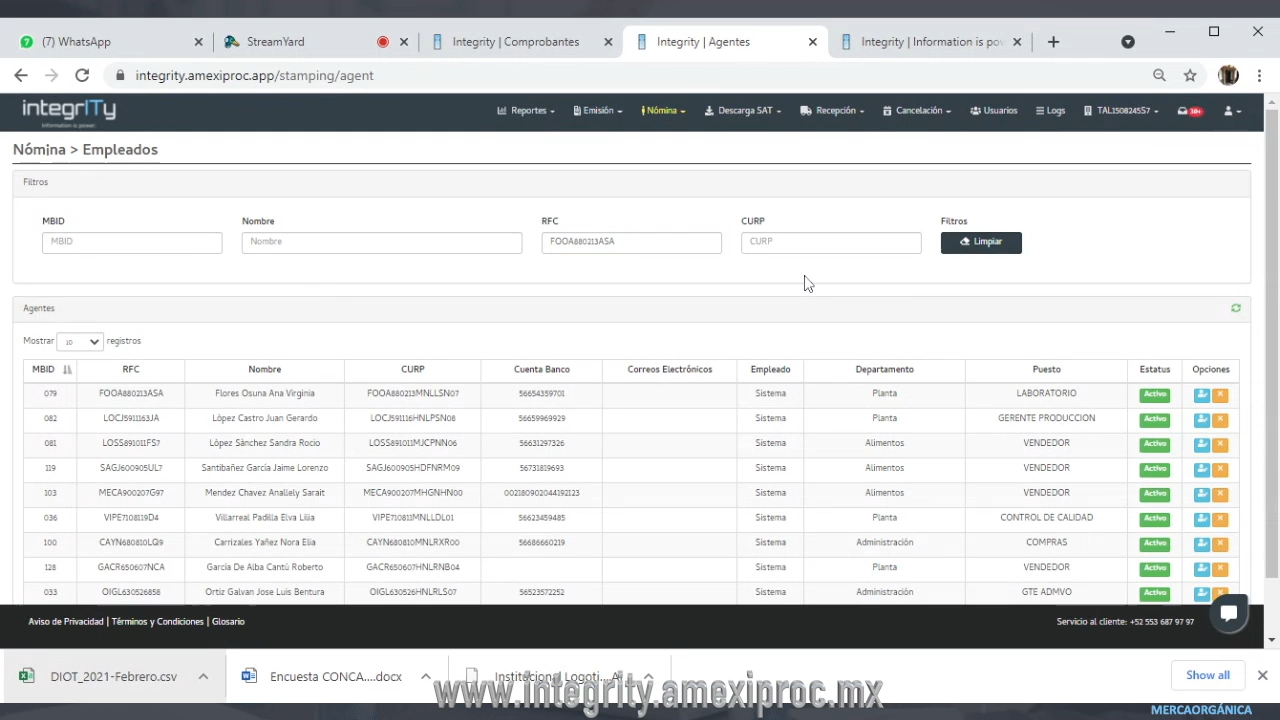 (7) WhatsApp
StreamYard
Integrity | Comprobantes
Integrity | Agentes
Integrity | Information is pov
integrity.amexiproc.app/stamping/agent
integrITy
Information is power.
Reportes
Emisión
Nómina
Descarga SAT
Recepción
Cancelación
Usuarios
Logs
TAL1508245S7
10+
Nómina > Empleados
Filtros
MBID Nombre RFC CURP Filtros
MBID Nombre FOOA880213ASA CURP Limpiar
Agentes
Mostrar 10 registros
MBID RFC Nombre CURP Cuenta Banco Correos Electrónicos Empleado Departamento Puesto Estatus Opciones
079 FOOA880213ASA Flores Osuna Ana Virginia FOOA880213MNLLSN07 56654359701 Sistema Planta LABORATORIO Activo
082 LOCJ5911163JA López Castro Juan Gerardo LOCJ591116HNLPSN08 56659969929 Sistema Planta GERENTE PRODUCCION Activo
081 LOSS891011FS7 López Sánchez Sandra Rocio LOSS891011MJCPNN06 56631297326 Sistema Alimentos VENDEDOR Activo
119 SAGJ600905UL7 Santibañez García Jaime Lorenzo SAGJ600905HDFNRM09 56731819693 Sistema Alimentos VENDEDOR Activo
103 MECA900207G97 Mendez Chavez Anallely Sarait MECA900207MHGNHN00 002180902044192123 Sistema Alimentos VENDEDOR Activo
036 VIPE7108119D4 Villarreal Padilla Elva Lilia VIPE710811MNLLDL01 56623459485 Sistema Planta CONTROL DE CALIDAD Activo
100 CAYN680810LQ9 Carrizales Yañez Nora Elia CAYN680810MNLRXR00 56686660219 Sistema Administración COMPRAS Activo
128 GACR650607NCA García De Alba Cantú Roberto GACR650607HNLRNB04 Sistema Planta VENDEDOR Activo
033 OIGL630526858 Ortiz Galvan Jose Luis Bentura OIGL630526HNLRLS07 56523572252 Sistema Administración GTE ADMVO Activo
Aviso de Privacidad | Términos y Condiciones | Glosario
Servicio al cliente: +52 553 687 97 97
DIOT_2021-Febrero.csv
Encuesta CONCA....docx
Institucional Logoti....A
Show all
www.integrity.amexiproc.mx
MERCAORGÁNICA